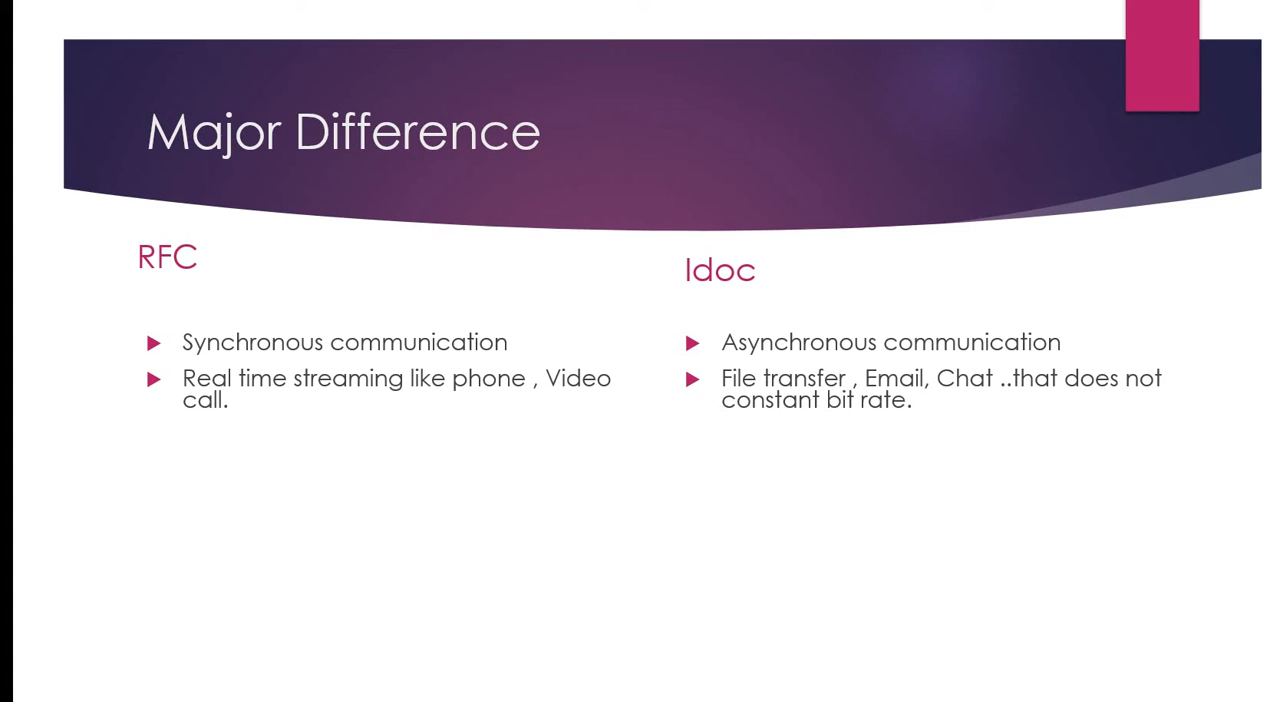 Major Difference
RFC
Synchronous communication
Real time streaming like phone , Video
call.
Idoc
Asynchronous communication
File transfer , Email, Chat ..that does not
constant bit rate.